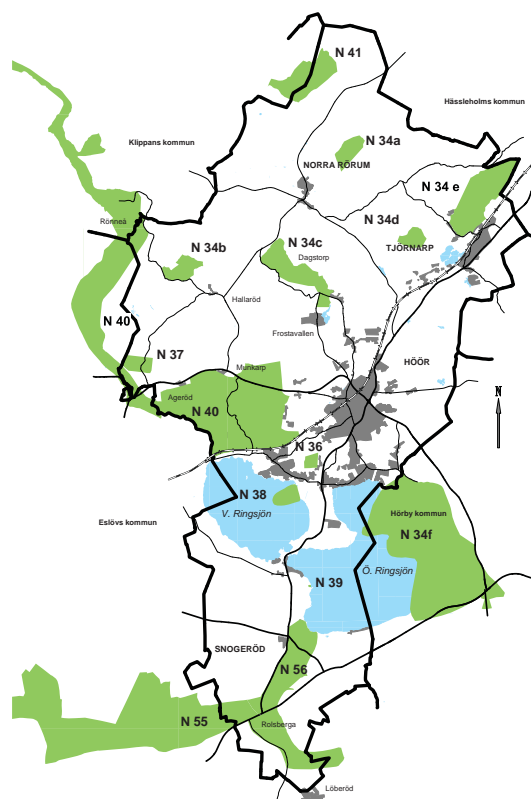 N 41
Hässleholms kommun
Klippans kommun
N 34a
NORRA RÖRUM
N 34 e
Rönneå
N 34d
N 34b
N 34c
TJÖRNARP
Dagstorp
Hallaröd
N 40
Frostavallen
N 37
HÖÖR
Munkarp
N
Ageröd
N 40
N 36
N 38
V. Ringsjön
Hörby kommun
Eslövs kommun
N 34f
Ö. Ringsjön
N 39
SNOGERÖD
N 56
N 55
Rolsberga
Löberöd